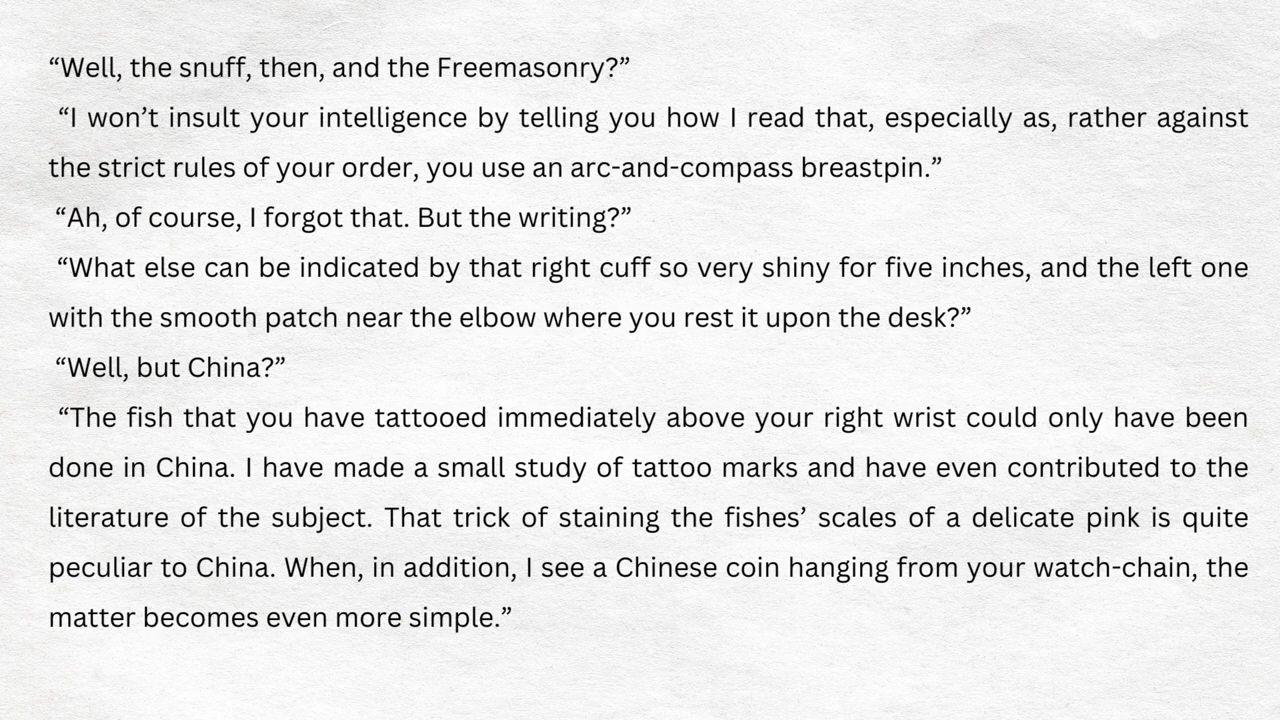 “Well, the snuff, then, and the Freemasonry?”
“I won’t insult your intelligence by telling you how I read that, especially as, rather against
the strict rules of your order, you use an arc-and-compass breastpin.”
“Ah, of course, I forgot that. But the writing?”
“What else can be indicated by that right cuff so very shiny for five inches, and the left one
with the smooth patch near the elbow where you rest it upon the desk?”
“Well, but China?”
“The fish that you have tattooed immediately above your right wrist could only have been
done in China. I have made a small study of tattoo marks and have even contributed to the
literature of the subject. That trick of staining the fishes’ scales of a delicate pink is quite
peculiar to China. When, in addition, I see a Chinese coin hanging from your watch-chain, the
matter becomes even more simple.”